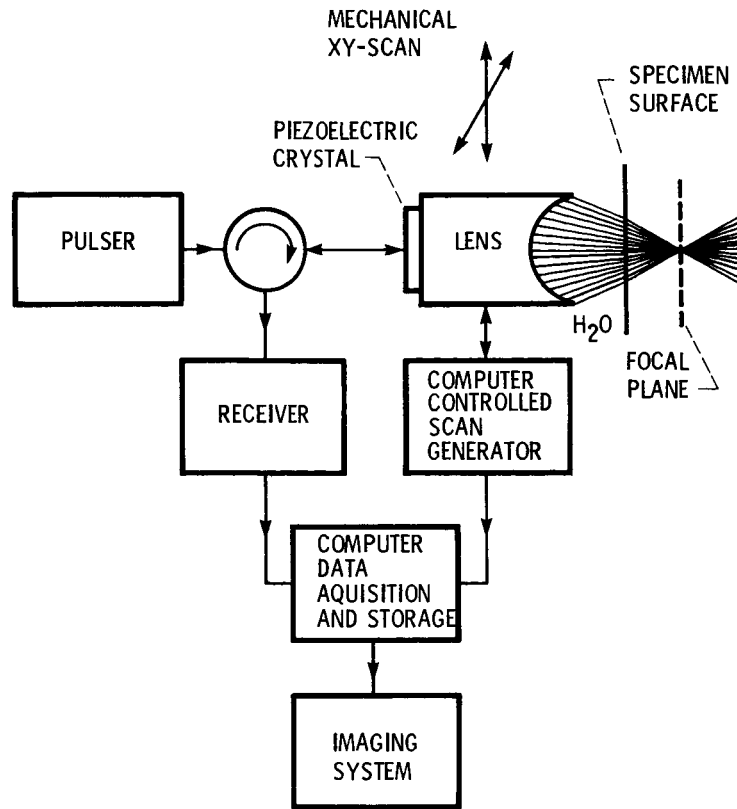 MECHANICAL
XY-SCAN
SPECIMEN
SURFACE
PIEZOELECTRIC
CRYSTAL
PULSER
LENS
H2O
FOCAL
PLANE
RECEIVER
COMPUTER
CONTROLLED
SCAN
GENERATOR
COMPUTER
DATA
AQUISITION
AND STORAGE
IMAGING
SYSTEM